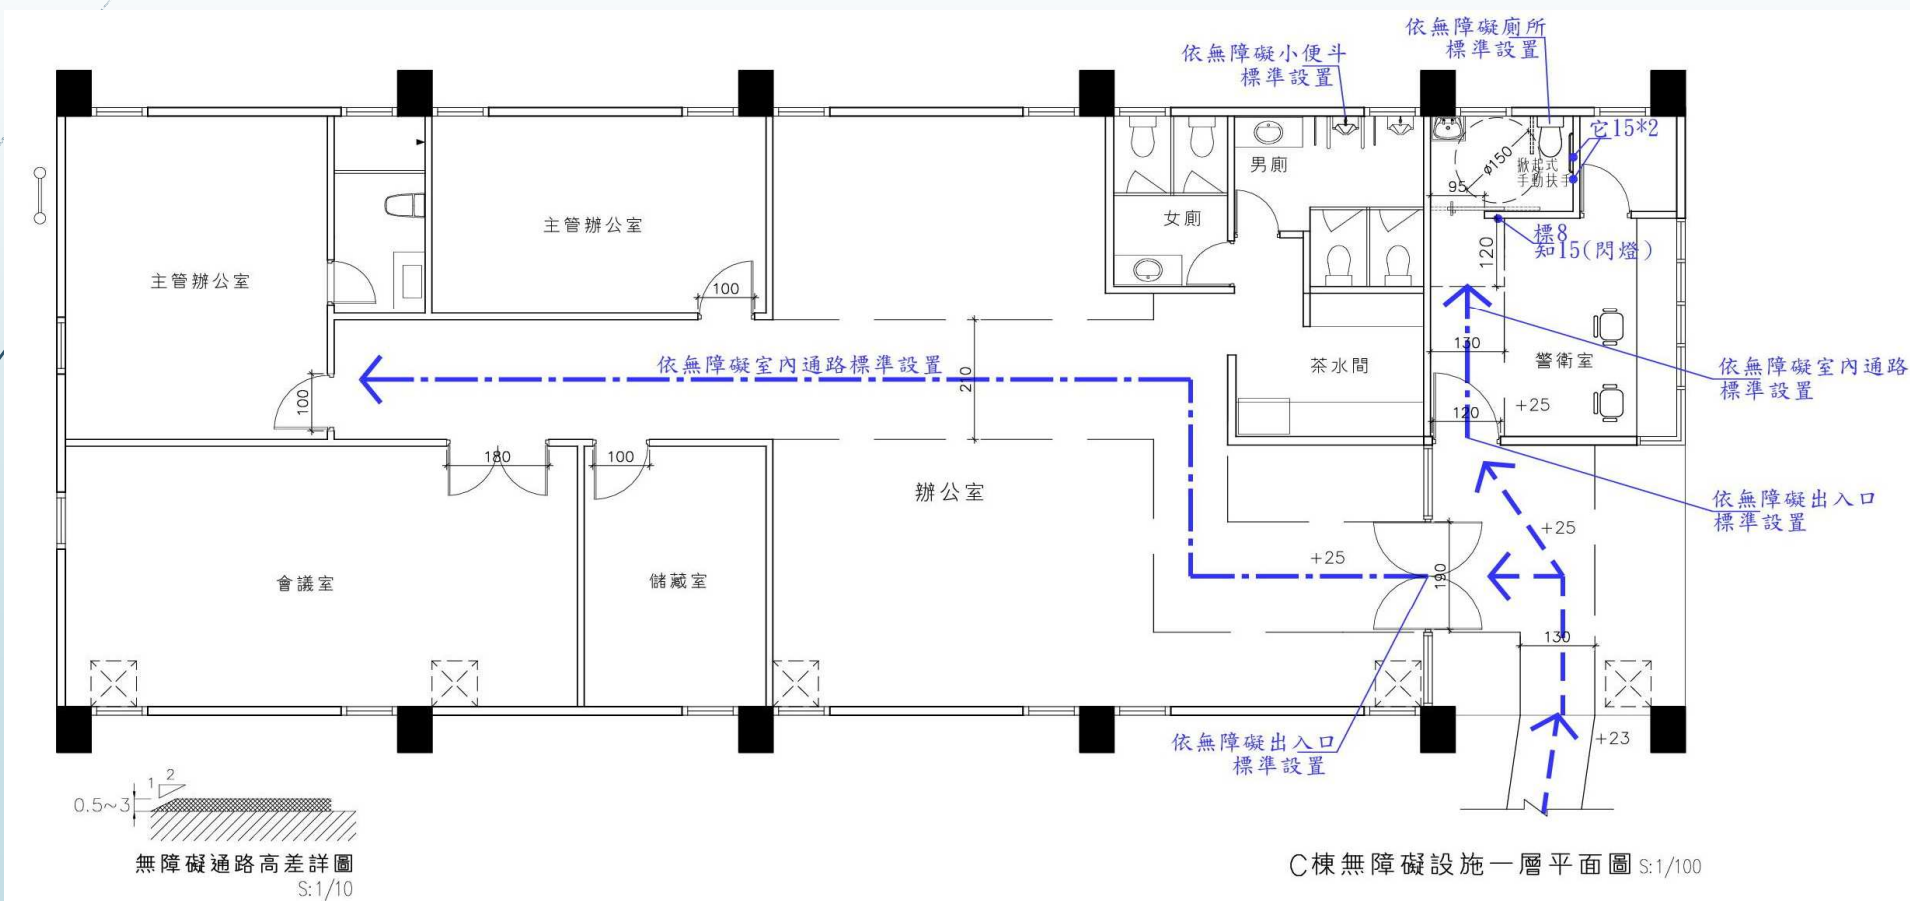 依無障礙廁所
標準設置
依無障礙小便斗
標準設置
它15*2
男廁
ø150
掀起式
手動扶手
95
女廁
主管辦公室
標8
知15(閃燈)
120
主管辦公室
100
依無障礙室內通路標準設置
210
130
茶水間
警衛室
依無障礙室內通路
標準設置
100
120
+25
180
100
辦公室
依無障礙出入口
標準設置
+25
+25
會議室
儲藏室
190
130
依無障礙出入口
標準設置
+23
1
2
0.5~3
無障礙通路高差詳圖
S:1/10
C棟無障礙設施一層平面圖 S:1/100